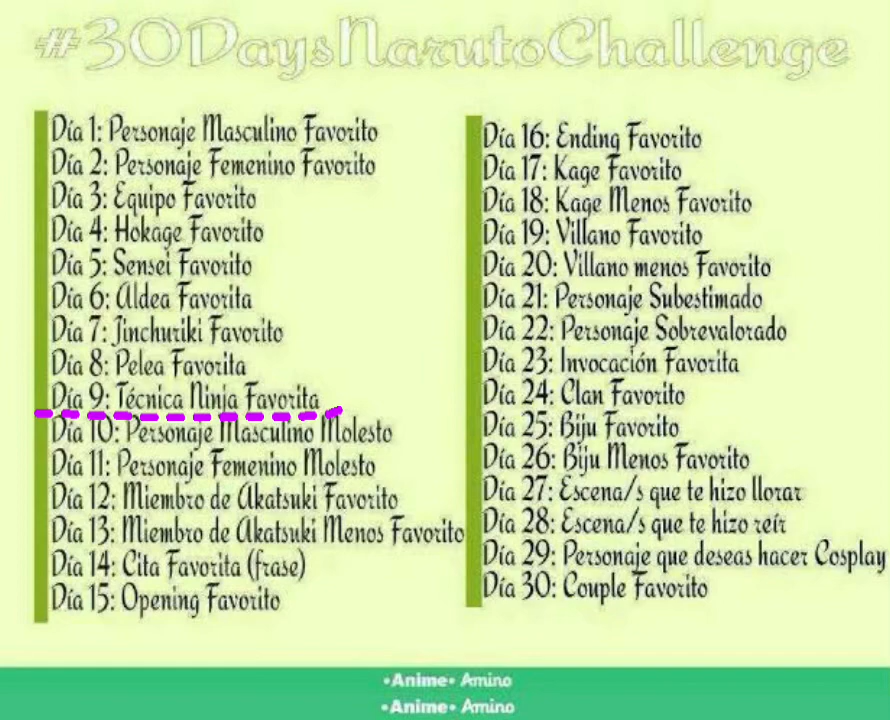 #30DaysNarutoChallenge
Día 1: Personaje Masculino Favorito
Día 2: Personaje Femenino Favorito
Día 3: Equipo Favorito
Día 4: Hokage Favorito
Día 5: Sensei Favorito
Día 6: Aldea Favorita
Día 7: Jinchuriki Favorito
Día 8: Pelea Favorita
Día 9: Técnica Ninja Favorita
Día 10: Personaje Masculino Molesto
Día 11: Personaje Femenino Molesto
Día 12: Miembro de Akatsuki Favorito
Día 13: Miembro de Akatsuki Menos Favorito
Día 14: Cita Favorita (frase)
Día 15: Opening Favorito
Día 16: Ending Favorito
Día 17: Kage Favorito
Día 18: Kage Menos Favorito
Día 19: Villano Favorito
Día 20: Villano menos Favorito
Día 21: Personaje Subestimado
Día 22: Personaje Sobrevalorado
Día 23: Invocación Favorita
Día 24: Clan Favorito
Día 25: Biju Favorito
Día 26: Biju Menos Favorito
Día 27: Escena/s que te hizo llorar
Día 28: Escena/s que te hizo reír
Día 29: Personaje que deseas hacer Cosplay
Día 30: Couple Favorito
•Anime• Amino
•Anime• Amino